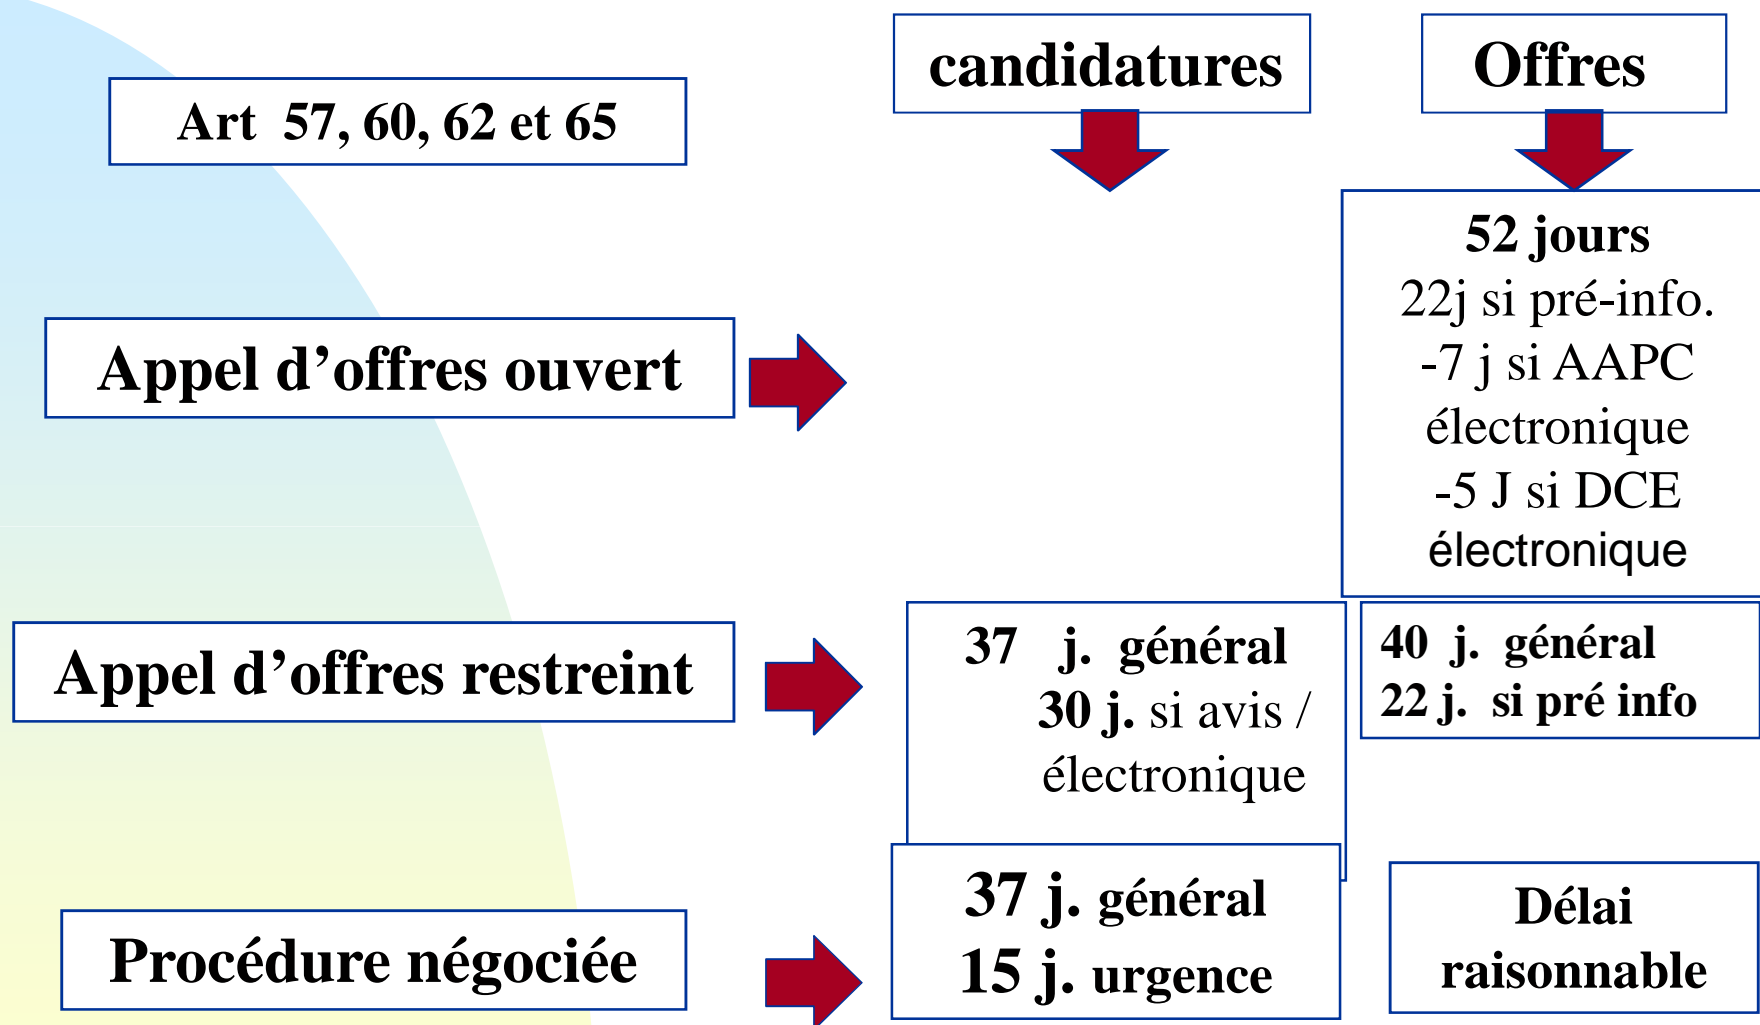 candidatures
Offres
Art 57, 60, 62 et 65
52 jours
22j si pré-info.
-7 j si AAPC
électronique
-5 J si DCE
électronique
Appel d’offres ouvert
Appel d’offres restreint
37 j. général
30 j. si avis /
électronique
40 j. général
22 j. si pré info
Procédure négociée
37 j. général
15 j. urgence
Délai
raisonnable